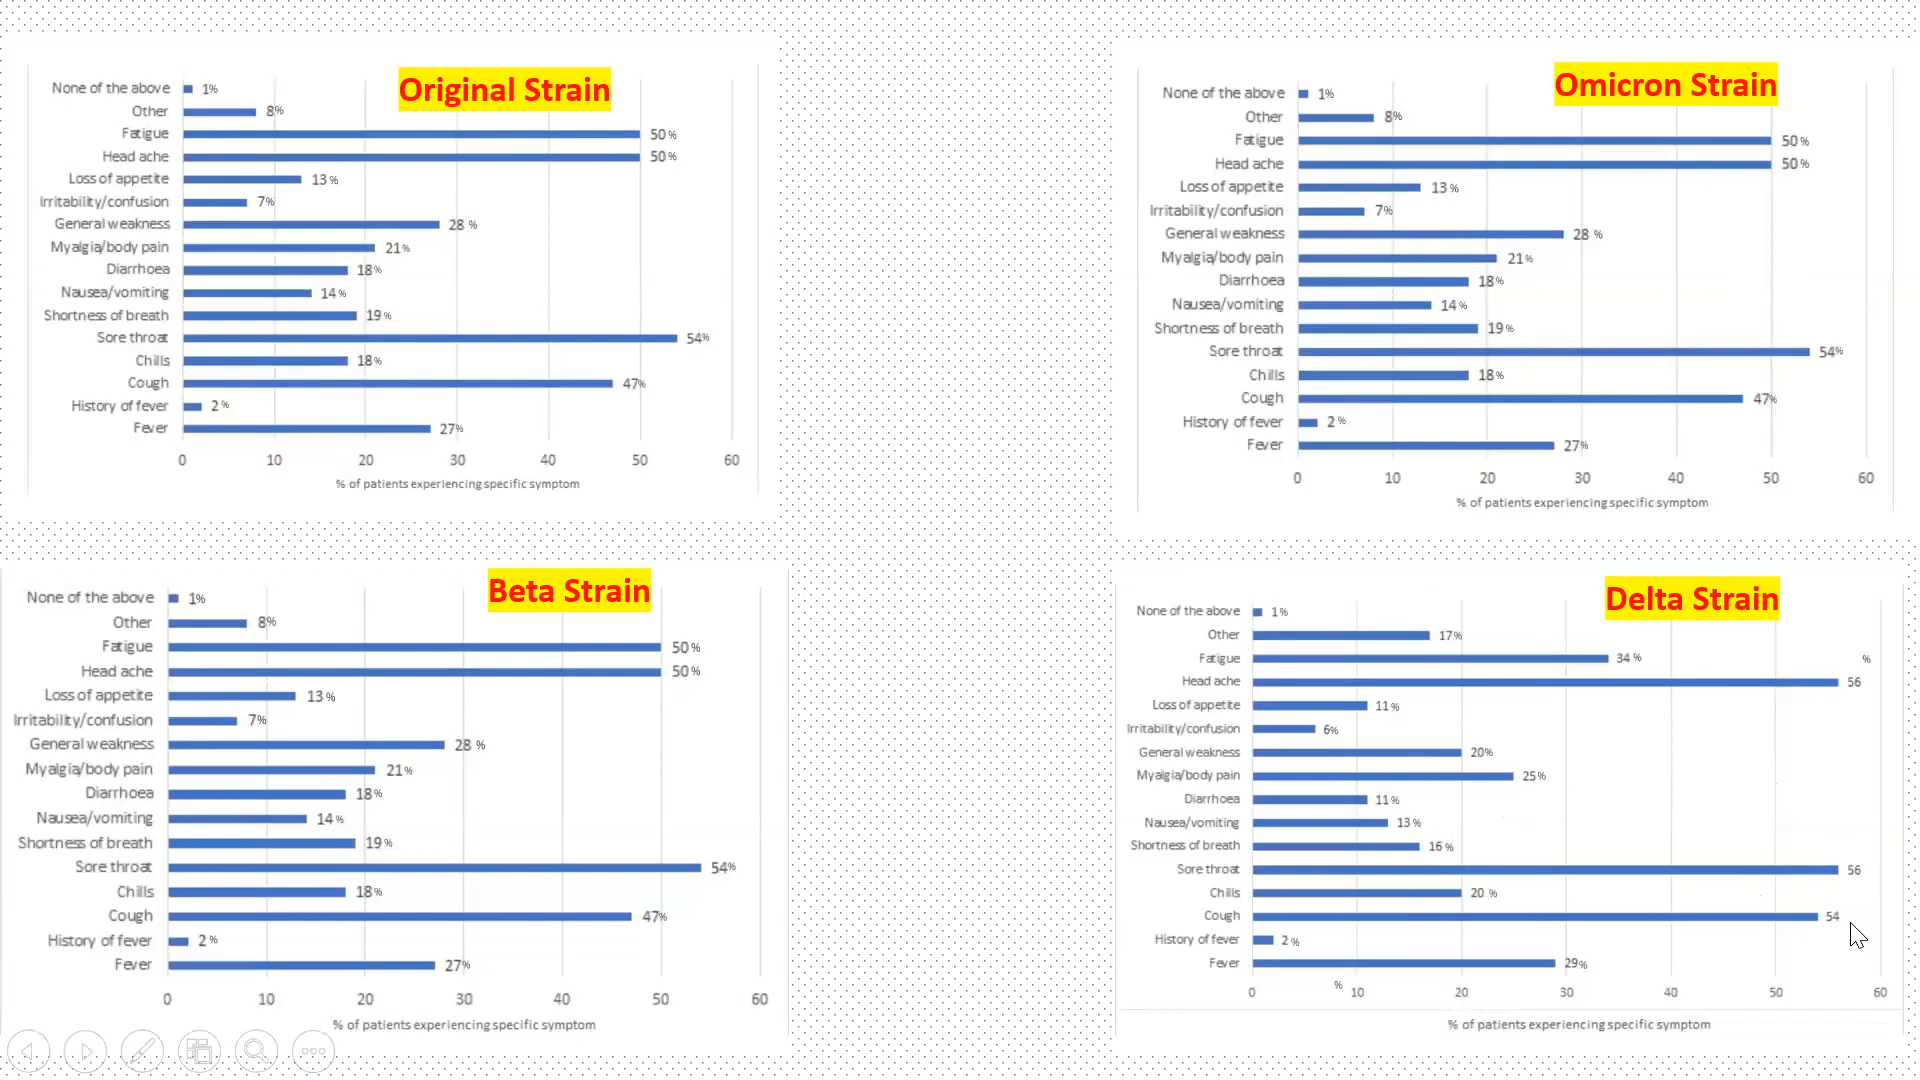 Original Strain
None of the above 1%
Other 8%
Fatigue 50 %
Head ache 50 %
Loss of appetite 13 %
Irritability/confusion 7%
General weakness 28 %
Myalgia/body pain 21%
Diarrhoea 18%
Nausea/vomiting 14 %
Shortness of breath 19%
Sore throat 54%
Chills 18%
Cough 47%
History of fever 2 %
Fever 27%
0 10 20 30 40 50 60
% of patients experiencing specific symptom
Omicron Strain
None of the above 1%
Other 8%
Fatigue 50 %
Head ache 50 %
Loss of appetite 13 %
Irritability/confusion 7%
General weakness 28 %
Myalgia/body pain 21%
Diarrhoea 18%
Nausea/vomiting 14 %
Shortness of breath 19%
Sore throat 54%
Chills 18%
Cough 47%
History of fever 2 %
Fever 27%
0 10 20 30 40 50 60
% of patients experiencing specific symptom
Beta Strain
None of the above 1%
Other 8%
Fatigue 50 %
Head ache 50 %
Loss of appetite 13 %
Irritability/confusion 7%
General weakness 28 %
Myalgia/body pain 21%
Diarrhoea 18%
Nausea/vomiting 14 %
Shortness of breath 19%
Sore throat 54%
Chills 18%
Cough 47%
History of fever 2 %
Fever 27%
0 10 20 30 40 50 60
% of patients experiencing specific symptom
Delta Strain
None of the above 1%
Other 17%
Fatigue 34 % %
Head ache 56
Loss of appetite 11%
Irritability/confusion 6%
General weakness 20%
Myalgia/body pain 25%
Diarrhoea 11%
Nausea/vomiting 13 %
Shortness of breath 16 %
Sore throat 56
Chills 20 %
Cough 54
History of fever 2 %
Fever 29%
%
0 10 20 30 40 50 60
% of patients experiencing specific symptom